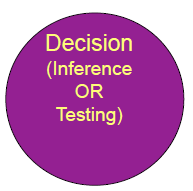 Decision
(Inference
OR
Testing)